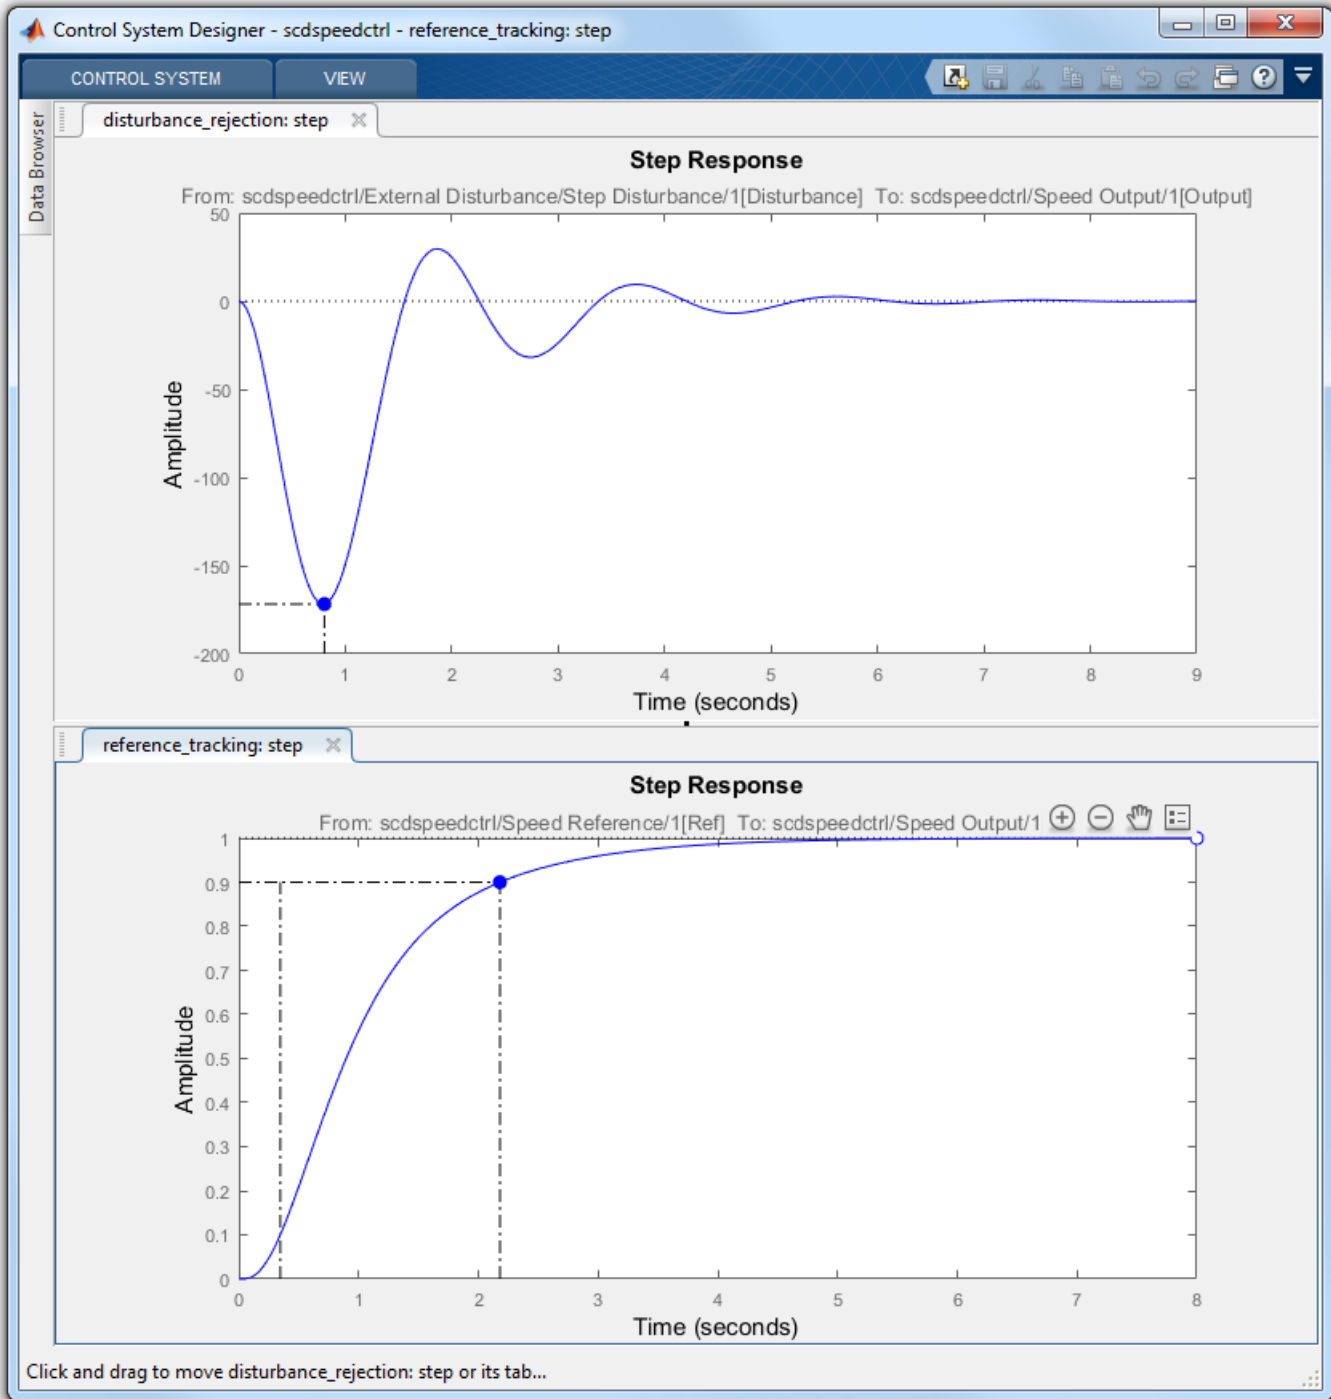 Control System Designer - scdspeedctrl - reference_tracking: step
CONTROL SYSTEM VIEW
Data Browser
disturbance_rejection: step
Step Response
From: scdspeedctrl/External Disturbance/Step Disturbance/1[Disturbance] To: scdspeedctrl/Speed Output/1[Output]
50
0
-50
-100
-150
-200
Amplitude
0 1 2 3 4 5 6 7 8 9
Time (seconds)
reference_tracking: step
Step Response
From: scdspeedctrl/Speed Reference/1[Ref] To: scdspeedctrl/Speed Output/1
1
0.9
0.8
0.7
0.6
0.5
0.4
0.3
0.2
0.1
0
Amplitude
0 1 2 3 4 5 6 7 8
Time (seconds)
Click and drag to move disturbance_rejection: step or its tab...